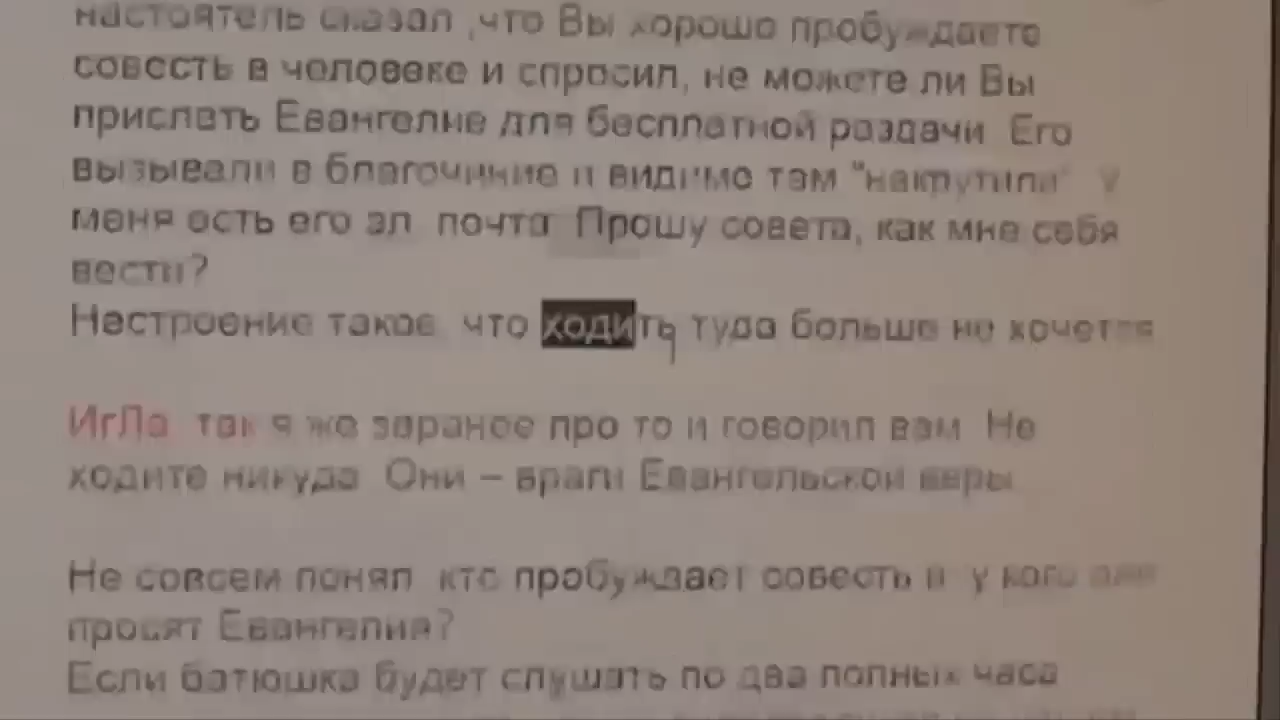 настоятель сказал ,что Вы хорошо пробуждаете
совесть в человеке и спросил, не можете ли Вы
прислать Евангелие для бесплатной раздачи. Его
вызывали в благочиние и видимо там "накрутили". У
меня есть его эл. почта. Прошу совета, как мне себя
вести?
Настроение такое, что ходить туда больше не хочется.
ИгЛа: так я же заранее про то и говорил вам. Не
ходите никуда. Они – враги Евангельской веры.
Не совсем понял, кто пробуждает совесть и у кого они
просят Евангелия?
Если батюшка будет слушать по два полных часа